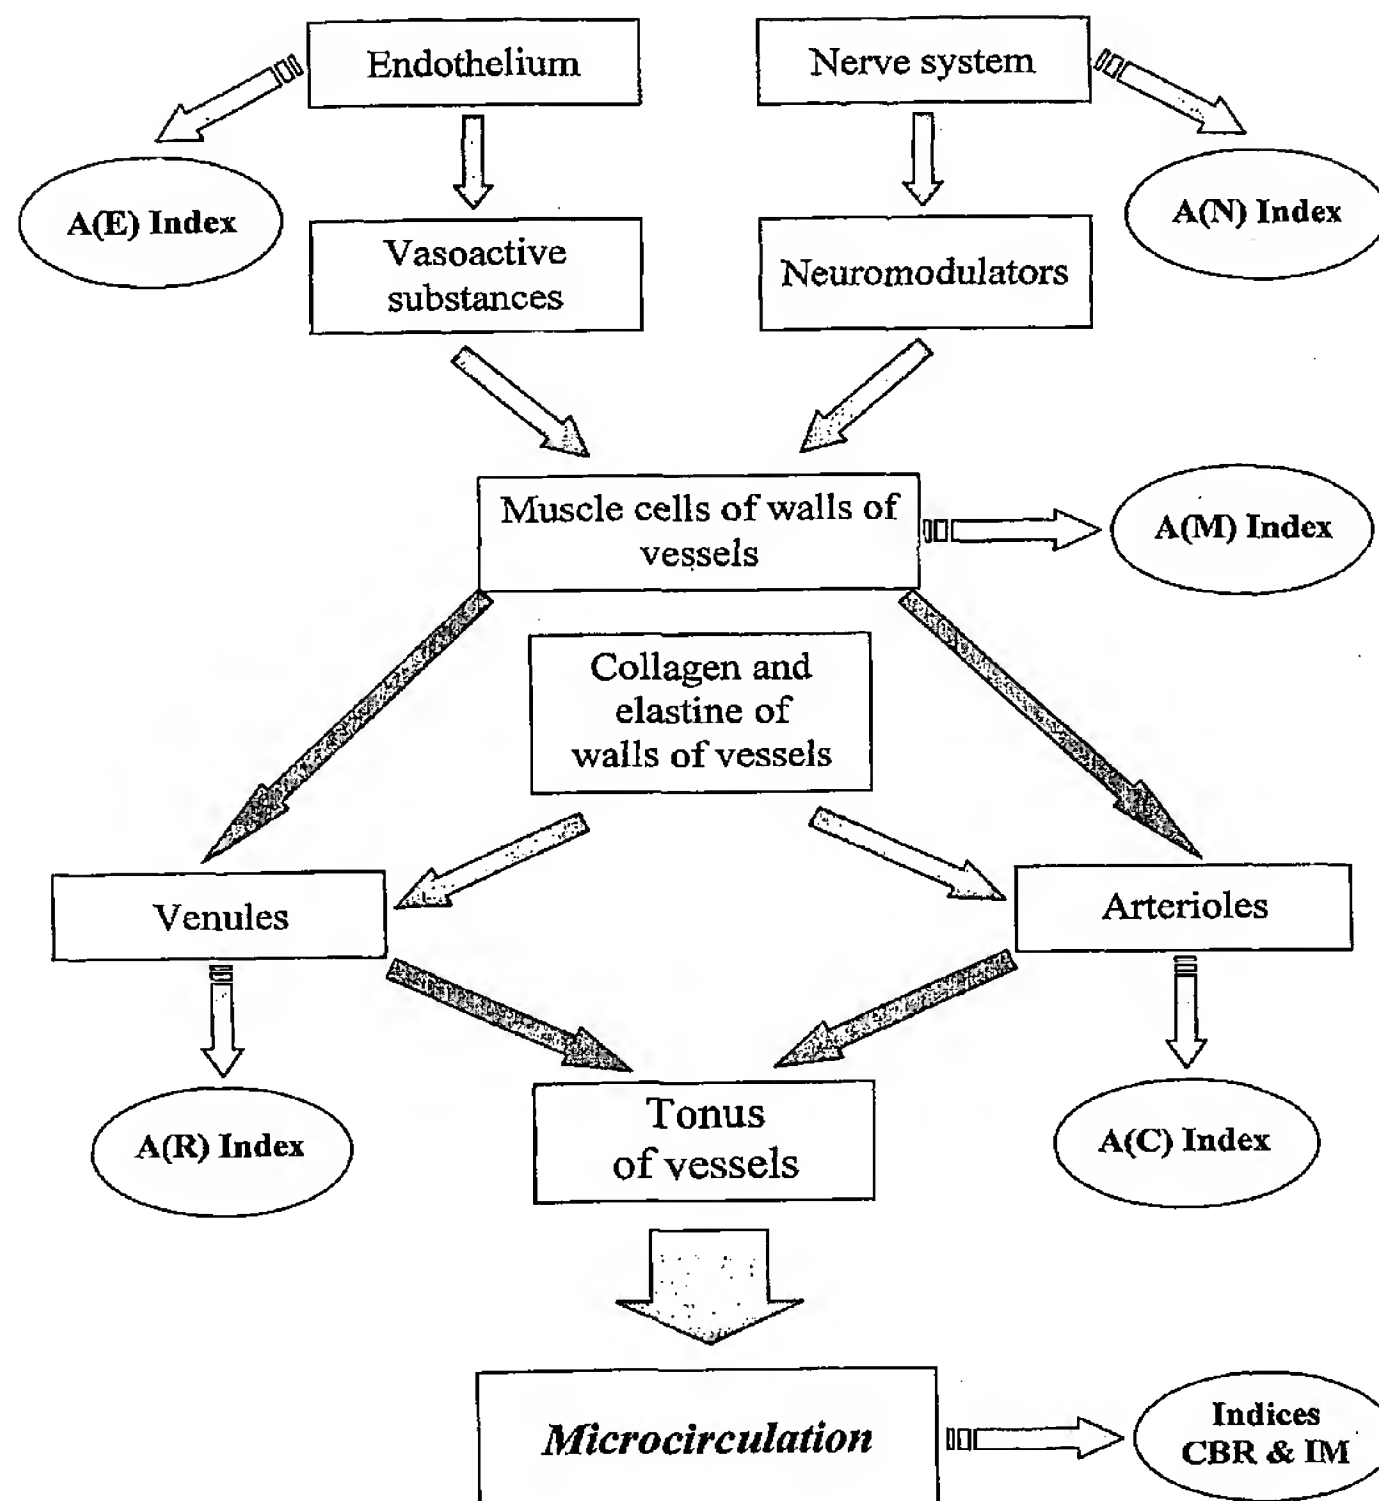 Endothelium
Nerve system
A(E) Index
A(N) Index
Vasoactive
substances
Neuromodulators
Muscle cells of walls of
vessels
A(M) Index
Collagen and
elastine of
walls of vessels
Venules
Arterioles
A(R) Index
Tonus
of vessels
A(C) Index
Microcirculation
Indices
CBR & IM